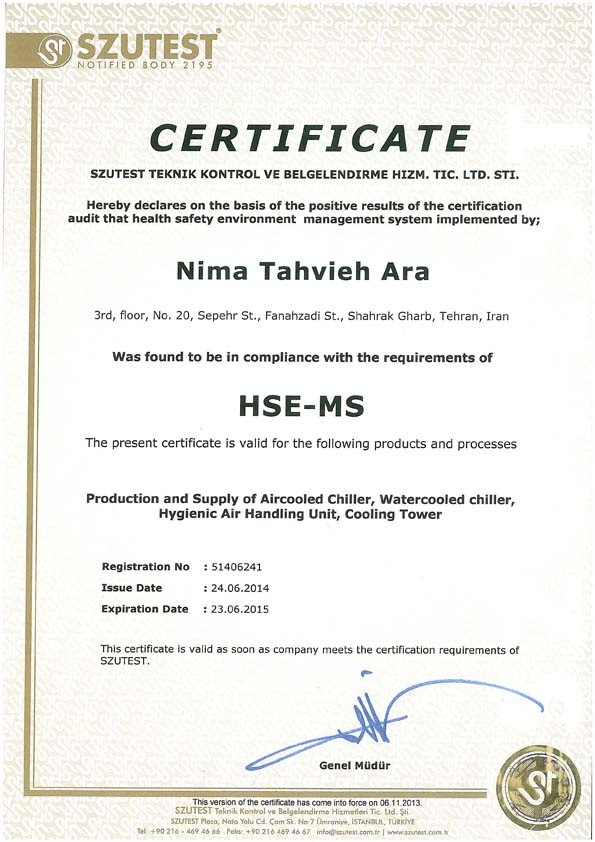 SZUTEST®
NOTIFIED BODY 2195
CERTIFICATE
SZUTEST TEKNIK KONTROL VE BELGELENDIRME HIZM. TIC. LTD. STI.
Hereby declares on the basis of the positive results of the certification
audit that health safety environment management system implemented by;
Nima Tahvieh Ara
3rd, floor, No. 20, Sepehr St., Fanahzadi St., Shahrak Gharb, Tehran, Iran
Was found to be in compliance with the requirements of
HSE-MS
The present certificate is valid for the following products and processes
Production and Supply of Aircooled Chiller, Watercooled chiller,
Hygienic Air Handling Unit, Cooling Tower
Registration No : 51406241
Issue Date : 24.06.2014
Expiration Date : 23.06.2015
This certificate is valid as soon as company meets the certification requirements of
SZUTEST.
Genel Müdür
This version of the certificate has come into force on 06.11.2013.
SZUTEST Teknik Kontrol ve Belgelendirme Hizmetleri Tic. Ltd. Şti.
SZUTEST Plaza, Nato Yolu Cd. Çam Sk. No:7 Ümraniye, İSTANBUL, TÜRKİYE
Tel: +90 216 - 469 46 66 Faks: +90 216 469 46 67 info@szutest.com.tr | www.szutest.com.tr